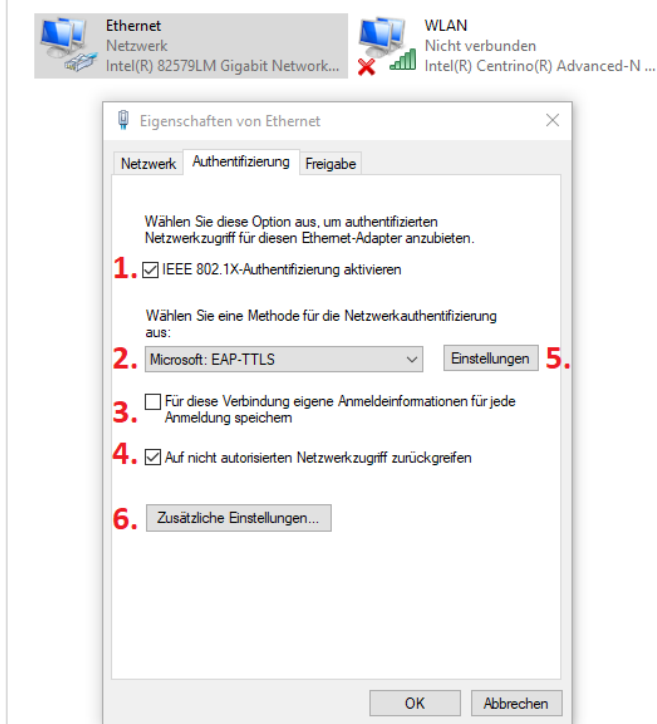 Ethernet
Netzwerk
Intel(R) 82579LM Gigabit Network...
WLAN
Nicht verbunden
Intel(R) Centrino(R) Advanced-N ...
Eigenschaften von Ethernet
Netzwerk Authentifizierung Freigabe
Wählen Sie diese Option aus, um authentifizierten
Netzwerkzugriff für diesen Ethernet-Adapter anzubieten.
1. IEEE 802.1X-Authentifizierung aktivieren
Wählen Sie eine Methode für die Netzwerkauthentifizierung
aus:
2. Microsoft: EAP-TTLS Einstellungen 5.
3. Für diese Verbindung eigene Anmeldeinformationen für jede
Anmeldung speichern
4. Auf nicht autorisierten Netzwerkzugriff zurückgreifen
6. Zusätzliche Einstellungen...
OK Abbrechen